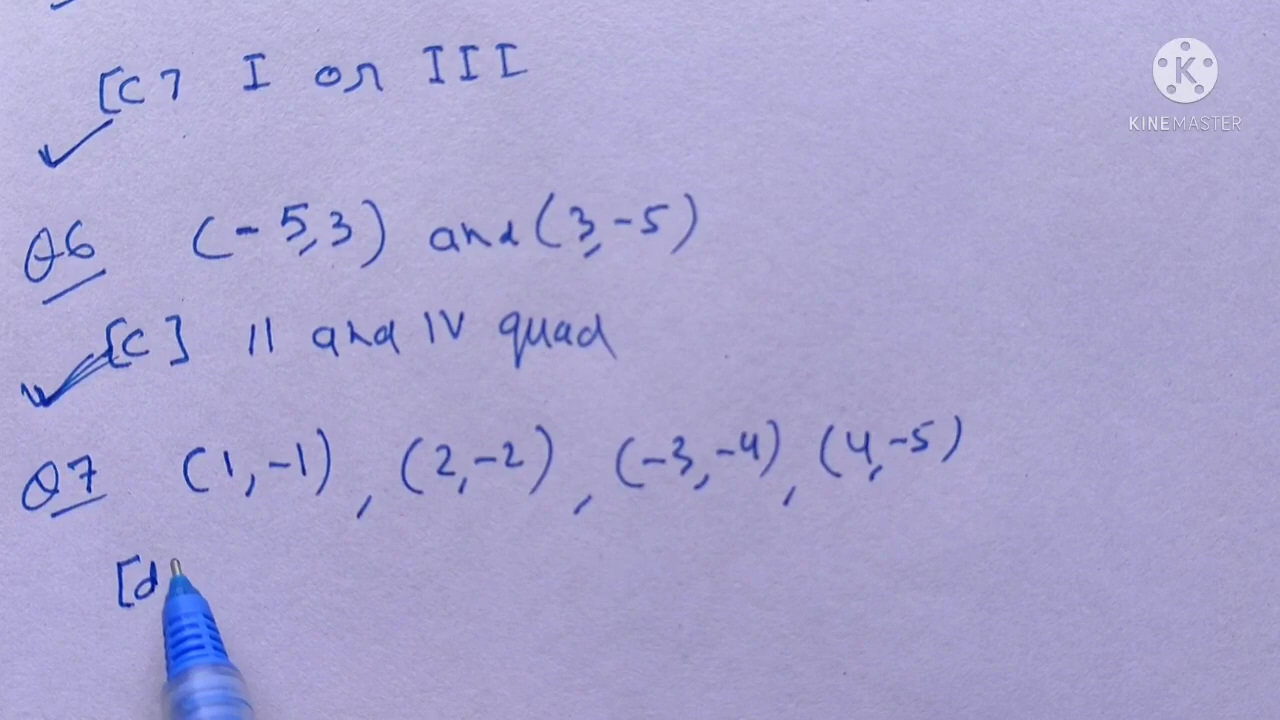 [C] I or III
KINEMASTER
Q6 (-5,3) and (3,-5)
[C] II and IV quad
Q7 (1,-1), (2,-2), (-3,-4), (4,-5)
[d